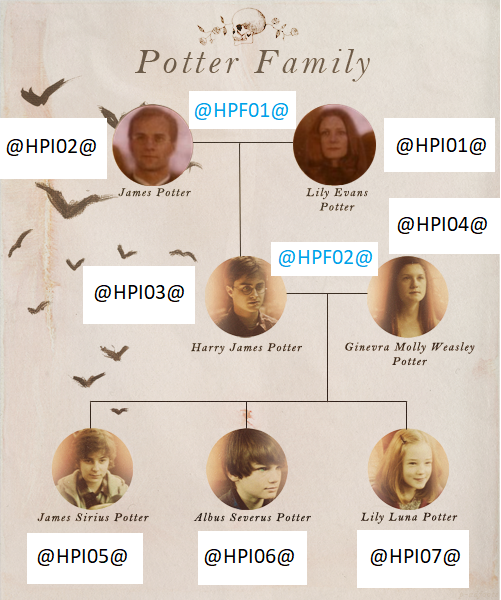 Potter Family
@HPF01@
@HPI02@
@HPI01@
James Potter
Lily Evans
Potter
@HPI04@
@HPF02@
@HPI03@
Harry James Potter
Ginevra Molly Weasley
Potter
James Sirius Potter
Albus Severus Potter
Lily Luna Potter
@HPI05@
@HPI06@
@HPI07@